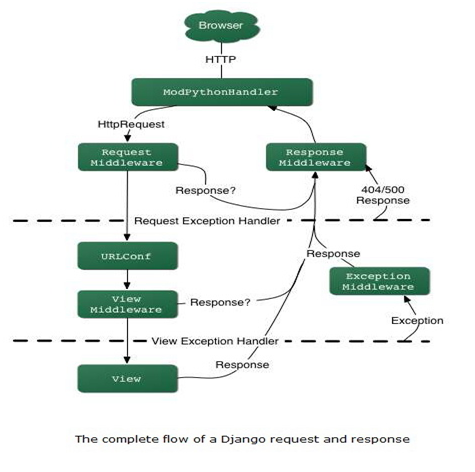 Browser
HTTP
ModPythonHandler
HttpRequest
Request
Middleware
Response
Middleware
Response?
404/500
Response
Request Exception Handler
URLConf
Response
Exception
Middleware
View
Middleware
Response?
Exception
View Exception Handler
Response
View
The complete flow of a Django request and response